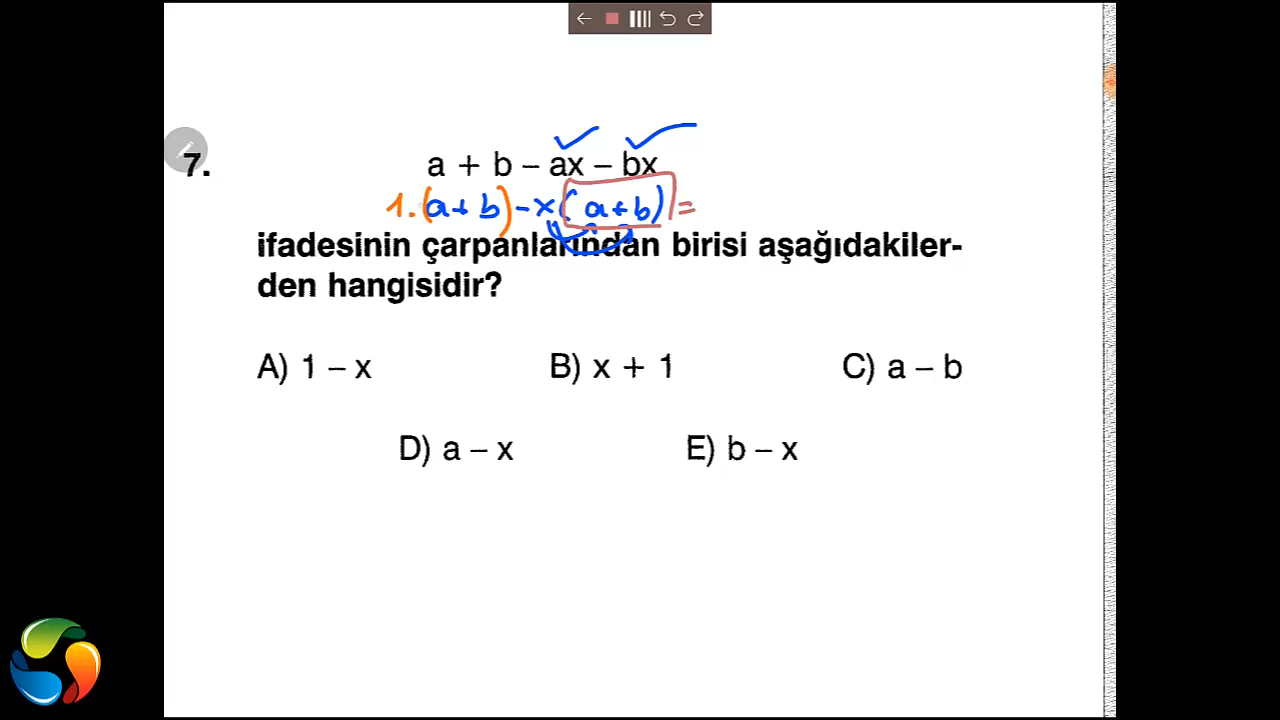 7. a + b – ax – bx
1.(a+b) -x(a+b) =
ifadesinin çarpanlarından birisi aşağıdakiler-
den hangisidir?
A) 1 – x B) x + 1 C) a – b
D) a – x E) b – x